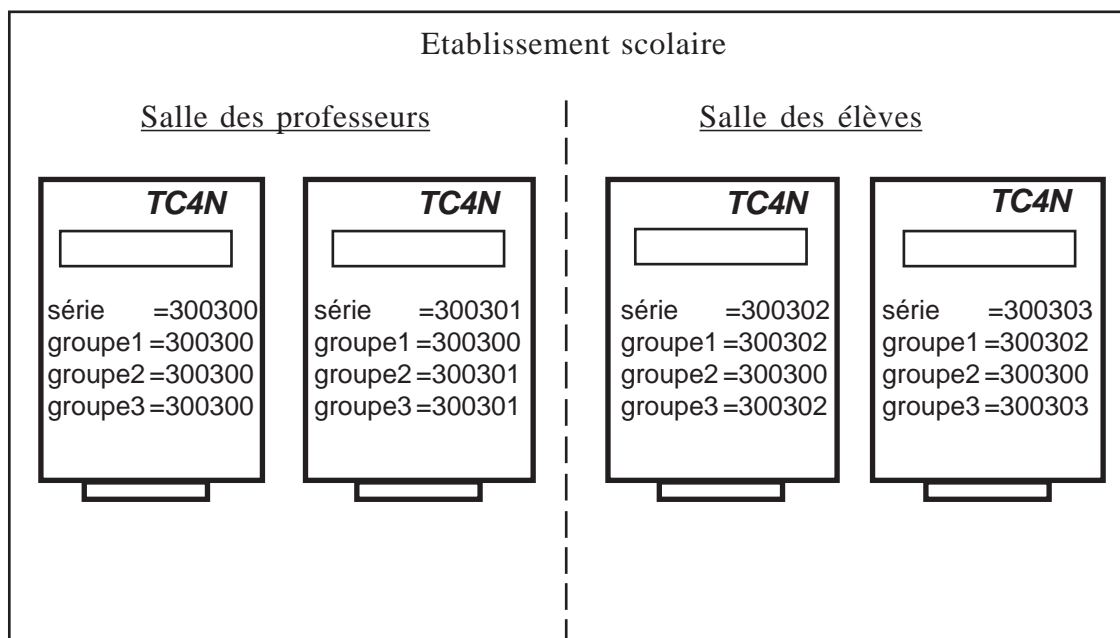 Etablissement scolaire
Salle des professeurs
Salle des élèves
TC4N
série =300300
groupe1 =300300
groupe2 =300300
groupe3 =300300
TC4N
série =300301
groupe1 =300300
groupe2 =300301
groupe3 =300301
TC4N
série =300302
groupe1 =300302
groupe2 =300300
groupe3 =300302
TC4N
série =300303
groupe1 =300302
groupe2 =300300
groupe3 =300303